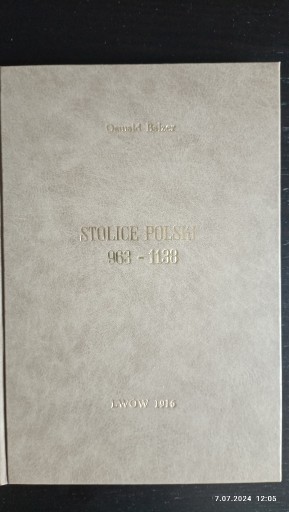 Oswald Balzer
STOLICE POLSKI
963 - 1138
LWÓW 1916
7.07.2024 12:05